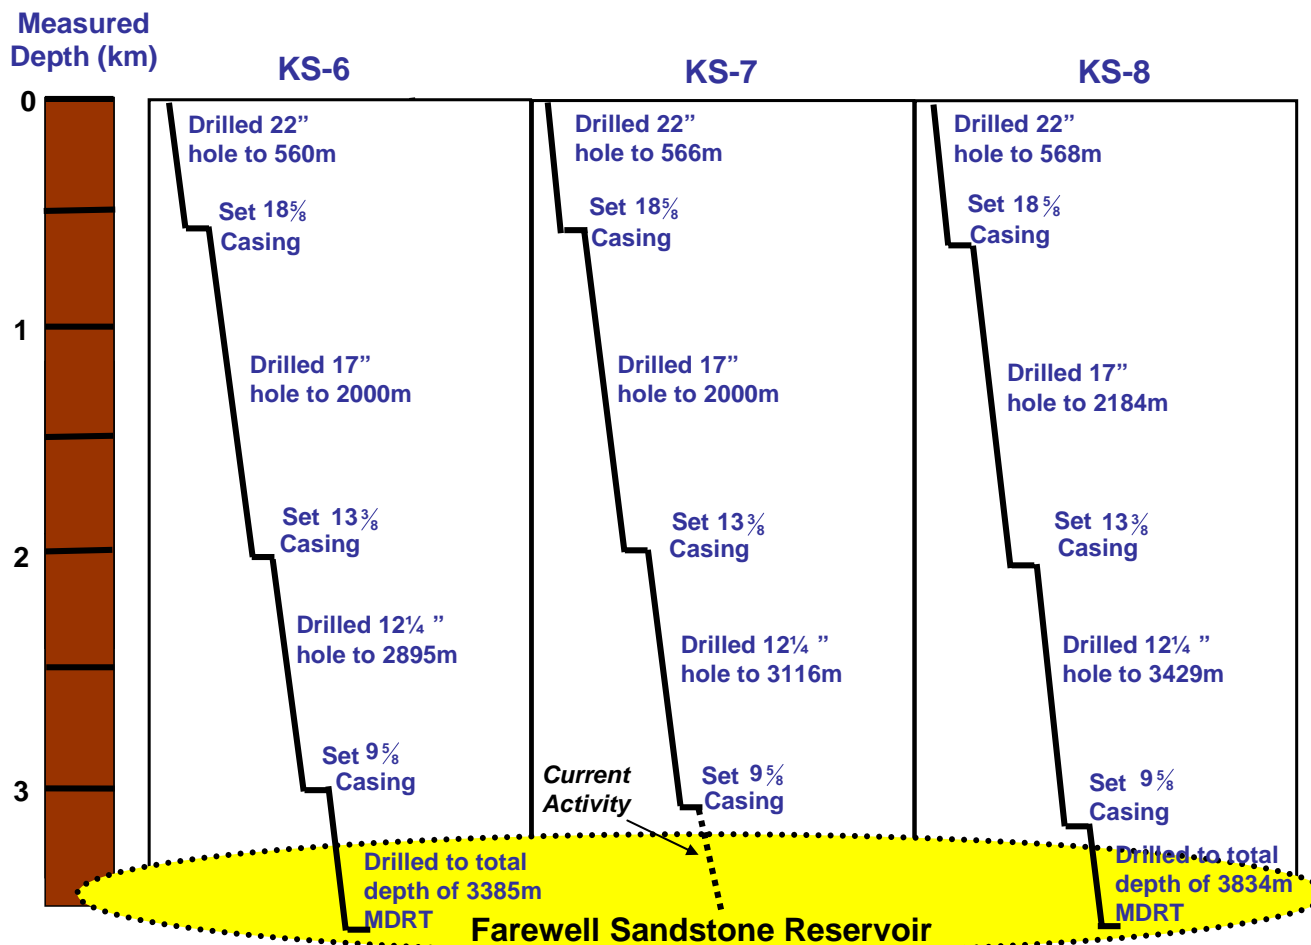 Measured
Depth (km)
KS-6
KS-7
KS-8
0
1
2
3
Drilled 22”
hole to 560m
Set 18⅝
Casing
Drilled 17”
hole to 2000m
Set 13⅜
Casing
Drilled 12¼ ”
hole to 2895m
Set 9⅝
Casing
Drilled to total
depth of 3385m
MDRT
Drilled 22”
hole to 566m
Set 18⅝
Casing
Drilled 17”
hole to 2000m
Set 13⅜
Casing
Drilled 12¼ ”
hole to 3116m
Set 9⅝
Casing
Current
Activity
Drilled 22”
hole to 568m
Set 18⅝
Casing
Drilled 17”
hole to 2184m
Set 13⅜
Casing
Drilled 12¼ ”
hole to 3429m
Set 9⅝
Casing
Drilled to total
depth of 3834m
MDRT
Farewell Sandstone Reservoir